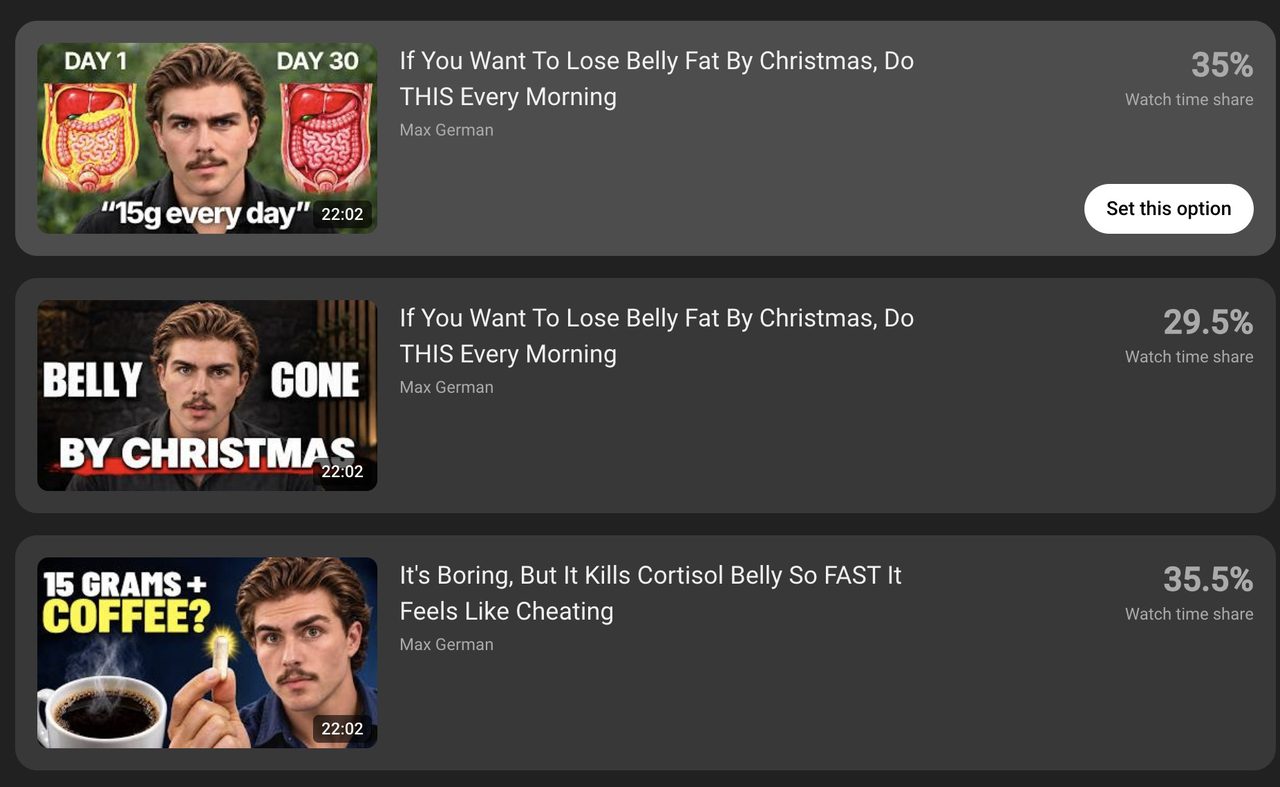 DAY 1
DAY 30
"15g every day"
22:02
If You Want To Lose Belly Fat By Christmas, Do
THIS Every Morning
Max German
35%
Watch time share
Set this option
BELLY GONE
BY CHRISTMAS
22:02
If You Want To Lose Belly Fat By Christmas, Do
THIS Every Morning
Max German
29.5%
Watch time share
15 GRAMS +
COFFEE?
22:02
It's Boring, But It Kills Cortisol Belly So FAST It
Feels Like Cheating
Max German
35.5%
Watch time share